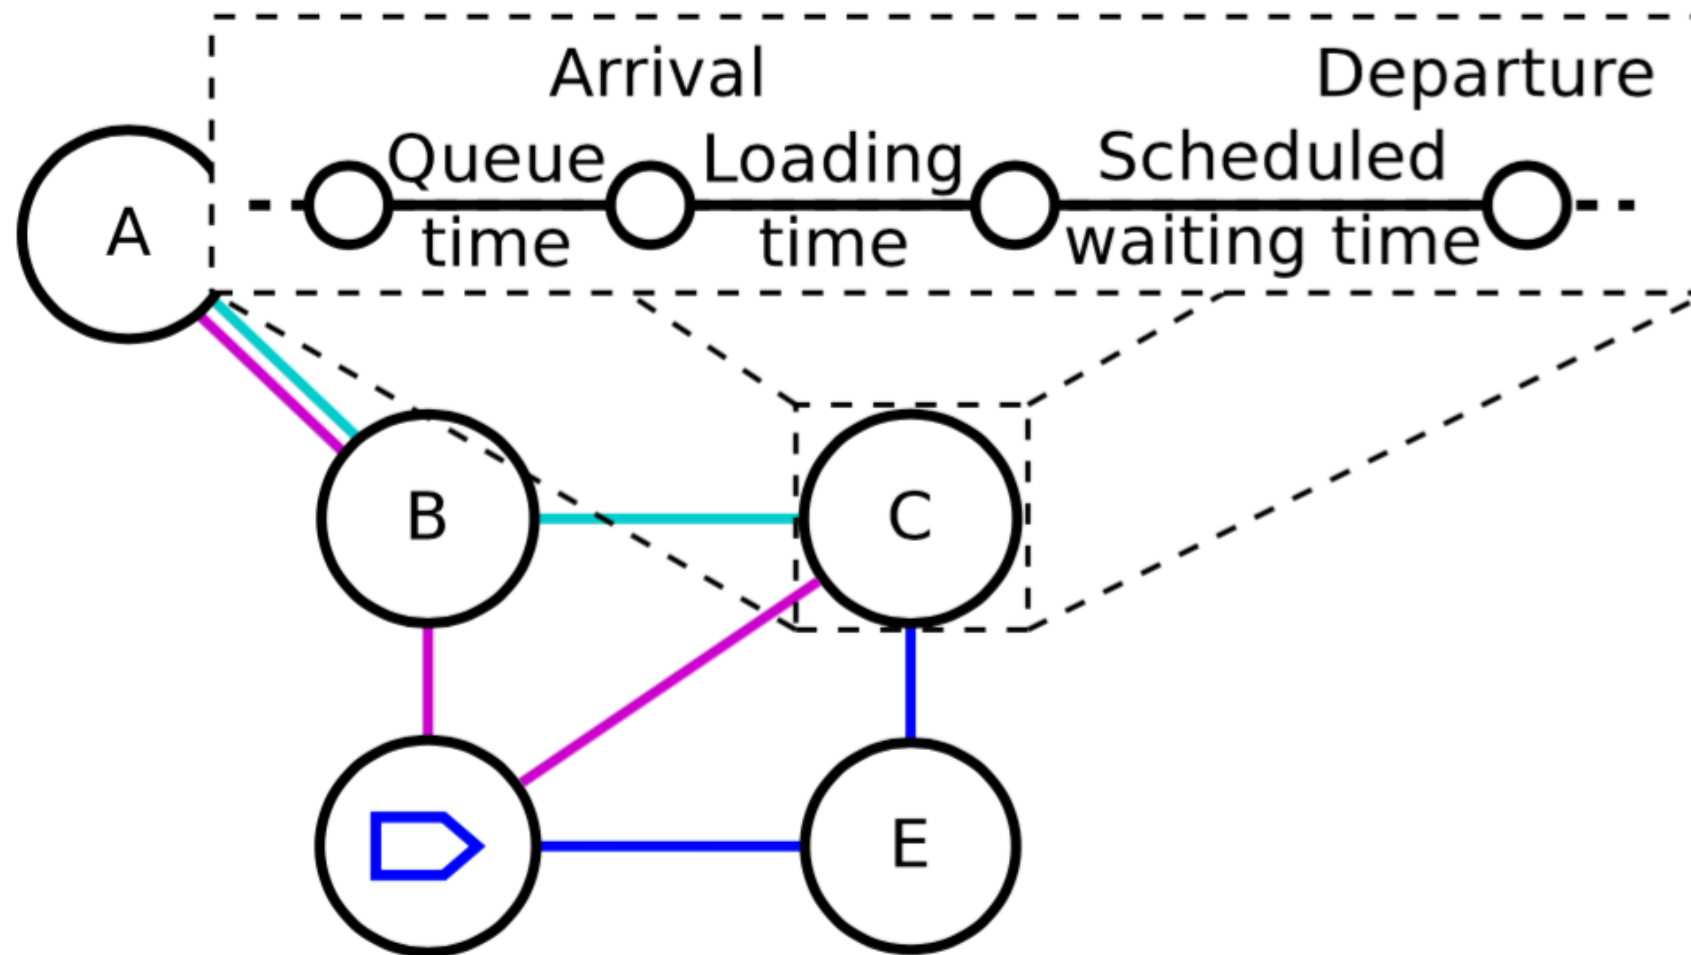 Arrival Departure
Queue Loading Scheduled
time time waiting time
A
B C
E